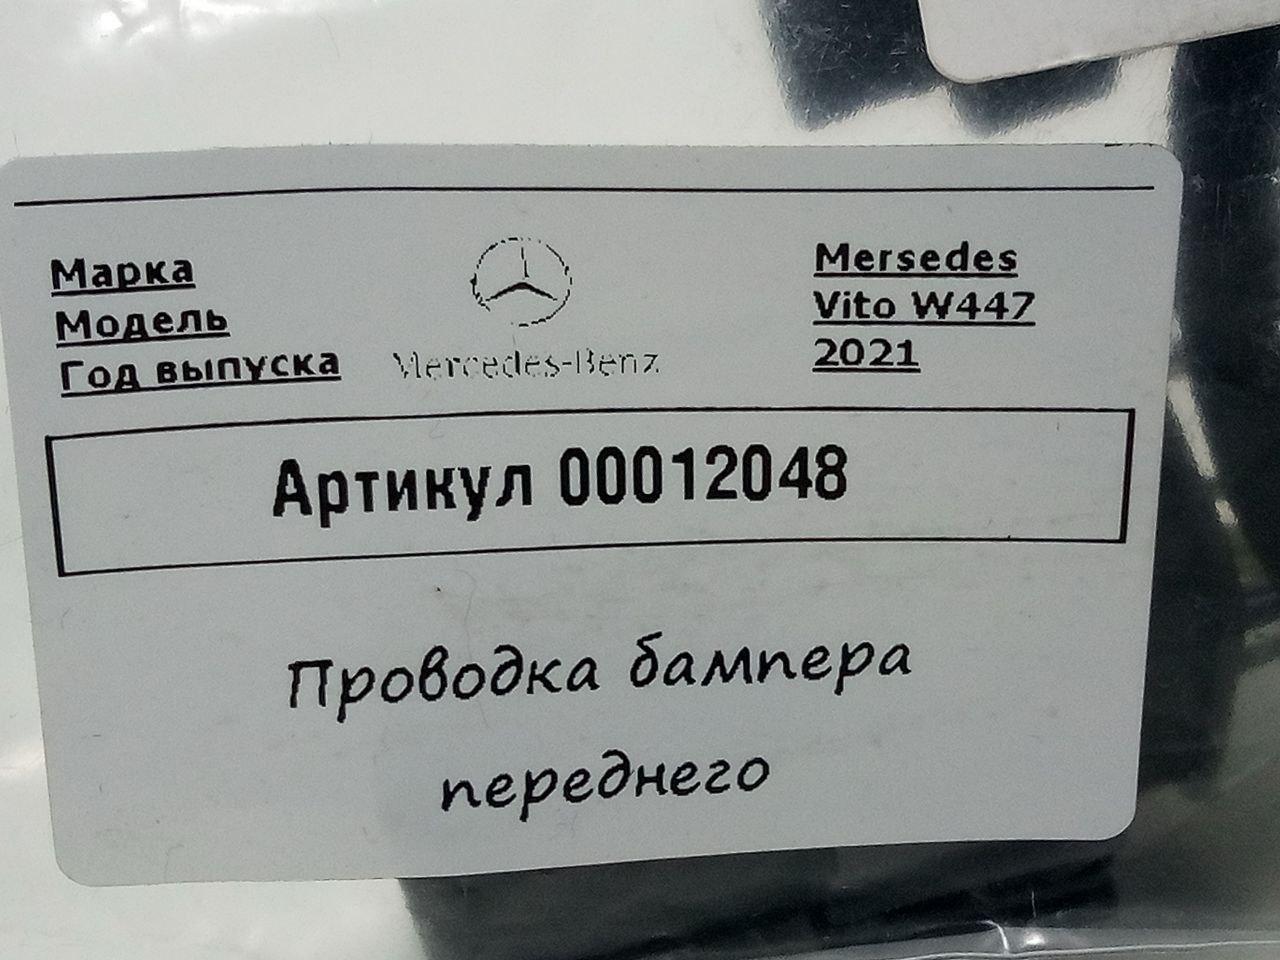 Марка Mersedes
Модель Vito W447
Год выпуска 2021
Mercedes-Benz
Артикул 00012048
Проводка бампера
переднего